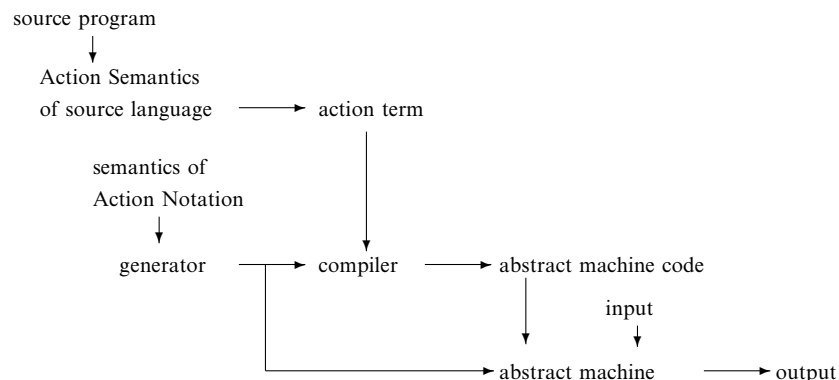 source program
Action Semantics
of source language
action term
semantics of
Action Notation
generator
compiler
abstract machine code
input
abstract machine
output